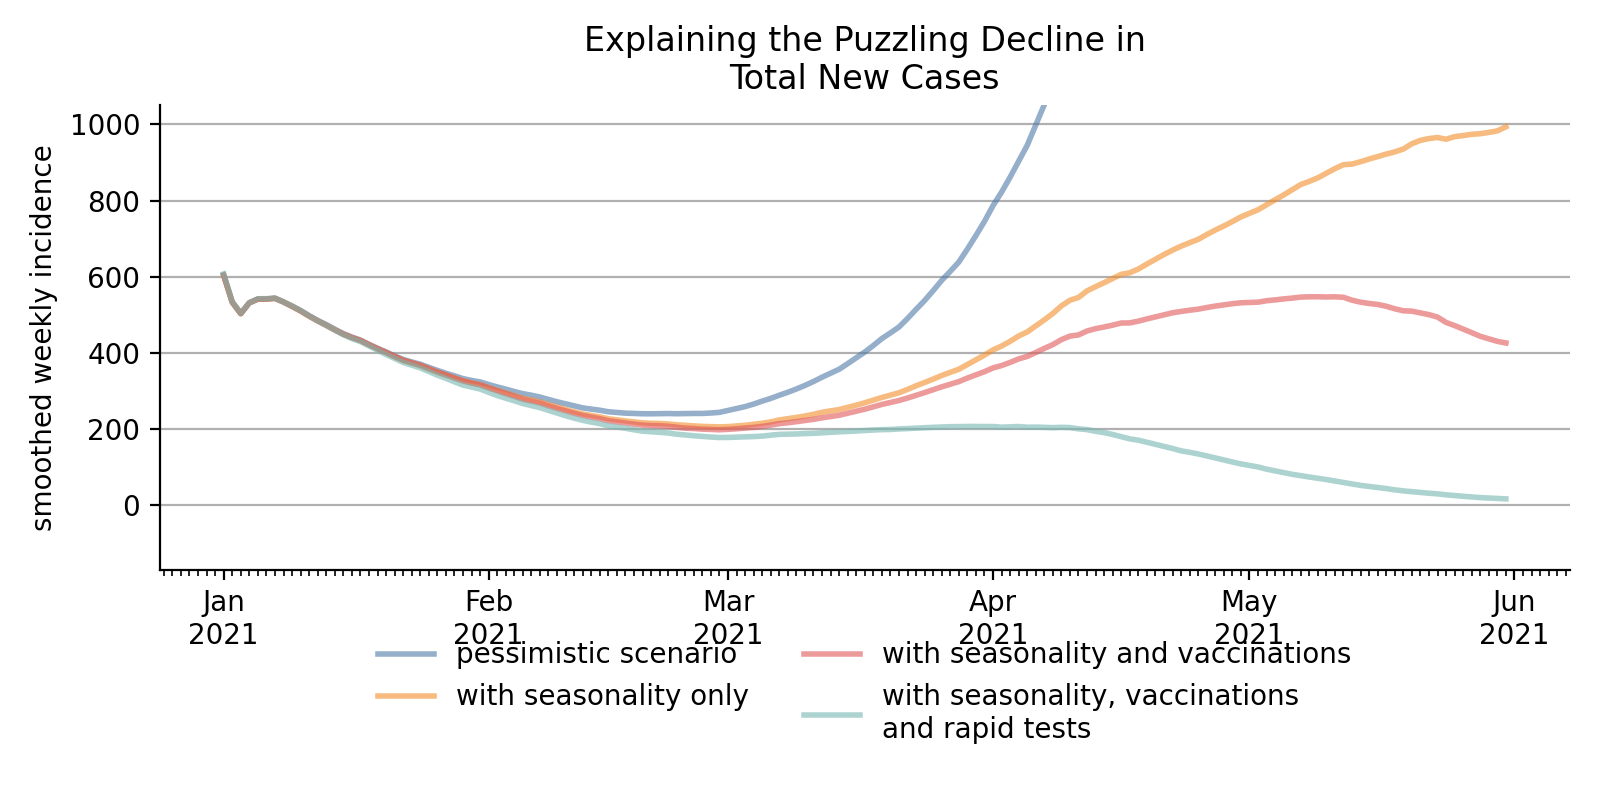 Explaining the Puzzling Decline in
Total New Cases
smoothed weekly incidence
1000
800
600
400
200
0
Jan
2021
Feb
2021
Mar
2021
Apr
2021
May
2021
Jun
2021
pessimistic scenario
with seasonality only
with seasonality and vaccinations
with seasonality, vaccinations
and rapid tests